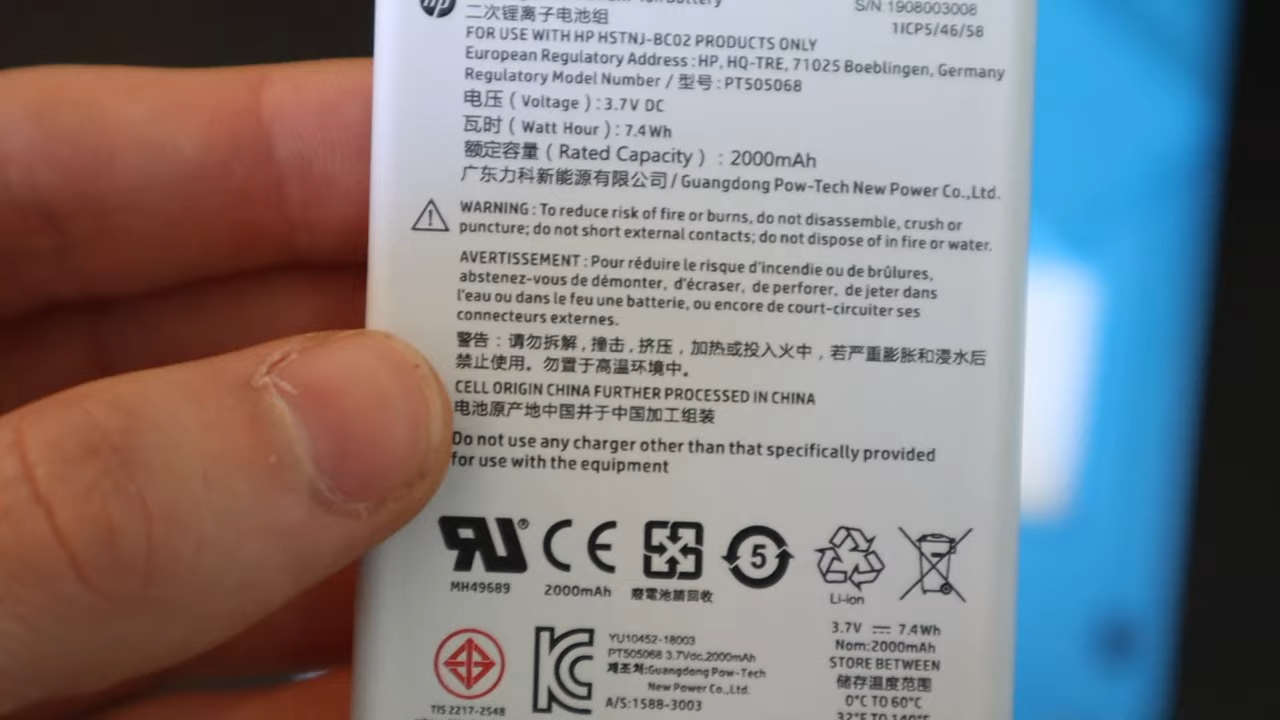 hp
Battery
二次锂离子电池组
S/N:1908003008
1ICP5/46/58
FOR USE WITH HP HSTNJ-BC02 PRODUCTS ONLY
European Regulatory Address : HP, HQ-TRE, 71025 Boeblingen, Germany
Regulatory Model Number / 型号 : PT505068
电压 ( Voltage ) : 3.7V DC
瓦时 ( Watt Hour ) : 7.4Wh
额定容量 ( Rated Capacity ) : 2000mAh
广东力科新能源有限公司 / Guangdong Pow-Tech New Power Co.,Ltd.
WARNING : To reduce risk of fire or burns, do not disassemble, crush or
puncture; do not short external contacts; do not dispose of in fire or water.
AVERTISSEMENT : Pour réduire le risque d'incendie ou de brûlures,
abstenez-vous de démonter, d'écraser, de perforer, de jeter dans
l'eau ou dans le feu une batterie, ou encore de court-circuiter ses
connecteurs externes.
警告 : 请勿拆解 , 撞击 , 挤压 , 加热或投入火中 , 若严重膨胀和浸水后
禁止使用。勿置于高温环境中。
CELL ORIGIN CHINA FURTHER PROCESSED IN CHINA
电池原产地中国并于中国加工组装
Do not use any charger other than that specifically provided
for use with the equipment
MH49689
CE
2000mAh
廢電池請回收
5
Li-ion
TIS 2217-2548
YU10452-18003
PT505068 3.7Vdc,2000mAh
제조처:Guangdong Pow-Tech
New Power Co.,Ltd.
A/S:1588-3003
3.7V ⎓ 7.4Wh
Nom:2000mAh
STORE BETWEEN
储存温度范围
0°C TO 60°C
32°F TO 140°F